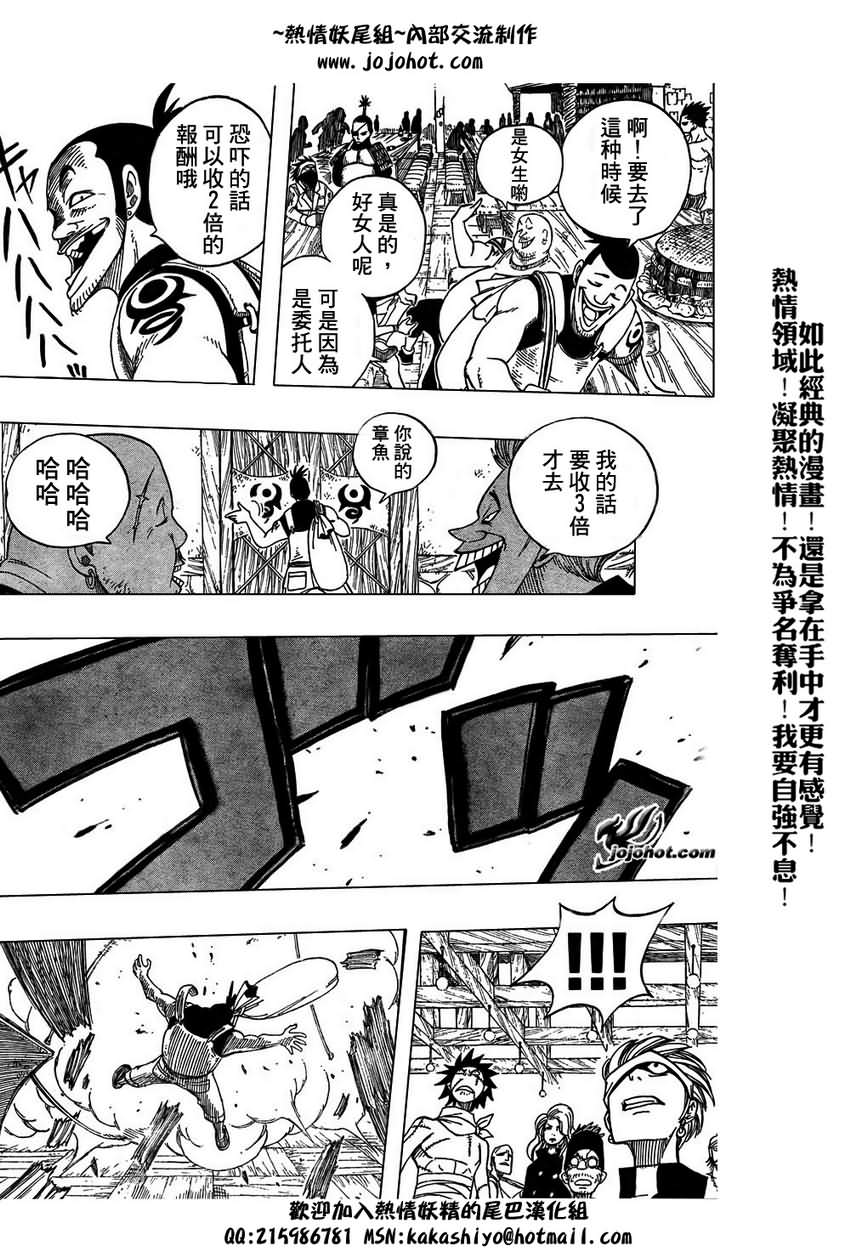 ~熱情妖尾組~內部交流制作
www.jojohot.com
啊！要去了
這种時候
是女生喲
真是的，
好女人呢
可是因為
是委托人
恐吓的話
可以收2倍的
報酬哦
我的話
要收3倍
才去
你說的
章魚
哈哈哈
哈哈
ゴゴ
jojohot.com
!!!
如此經典的漫畫！還是拿在手中才更有感覺！
熱情領域！凝聚熱情！不為爭名奪利！我要自強不息！
歡迎加入熱情妖精的尾巴漢化組
QQ:215986781 MSN:kakashiyo@hotmail.com